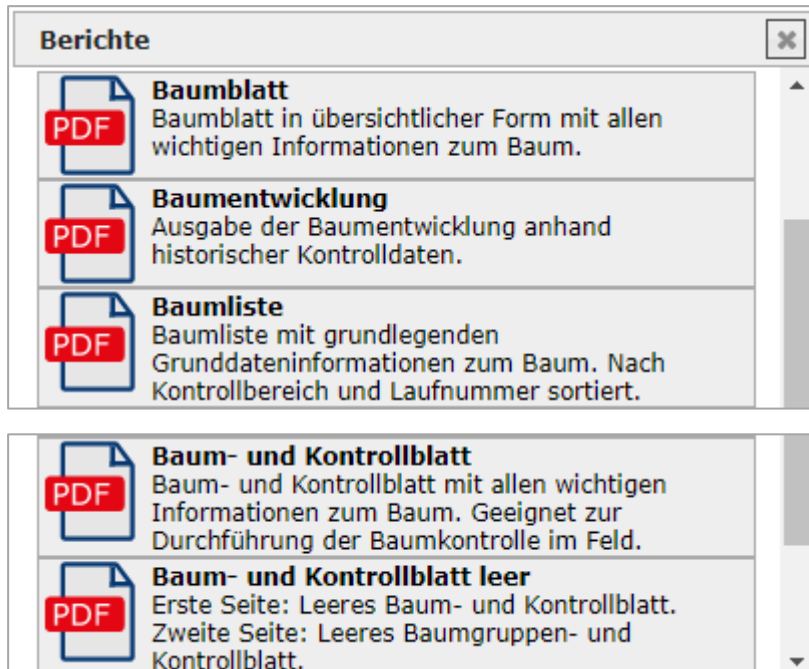 Berichte
Baumblatt
PDF
Baumblatt in übersichtlicher Form mit allen
wichtigen Informationen zum Baum.
Baumentwicklung
PDF
Ausgabe der Baumentwicklung anhand
historischer Kontrolldaten.
Baumliste
PDF
Baumliste mit grundlegenden
Grunddateninformationen zum Baum. Nach
Kontrollbereich und Laufnummer sortiert.
Baum- und Kontrollblatt
PDF
Baum- und Kontrollblatt mit allen wichtigen
Informationen zum Baum. Geeignet zur
Durchführung der Baumkontrolle im Feld.
Baum- und Kontrollblatt leer
PDF
Erste Seite: Leeres Baum- und Kontrollblatt.
Zweite Seite: Leeres Baumgruppen- und
Kontrollblatt.